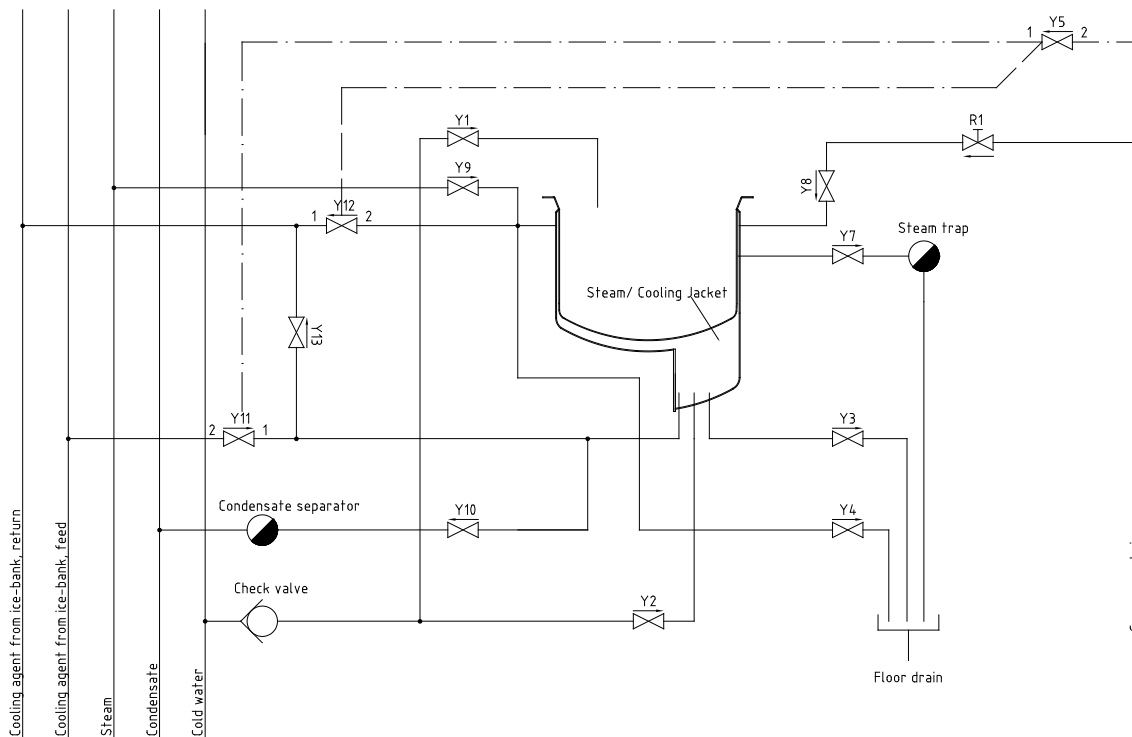 Y5
1 2
Y1
R1
Y9
Y8
Y12
1 2
Steam trap
Y7
Steam/ Cooling Jacket
Y13
Y11
2 1
Y3
Condensate separator
Y10
Y4
Check valve
Y2
Floor drain
Cooling agent from ice-bank, return
Cooling agent from ice-bank, feed
Steam
Condensate
Cold water